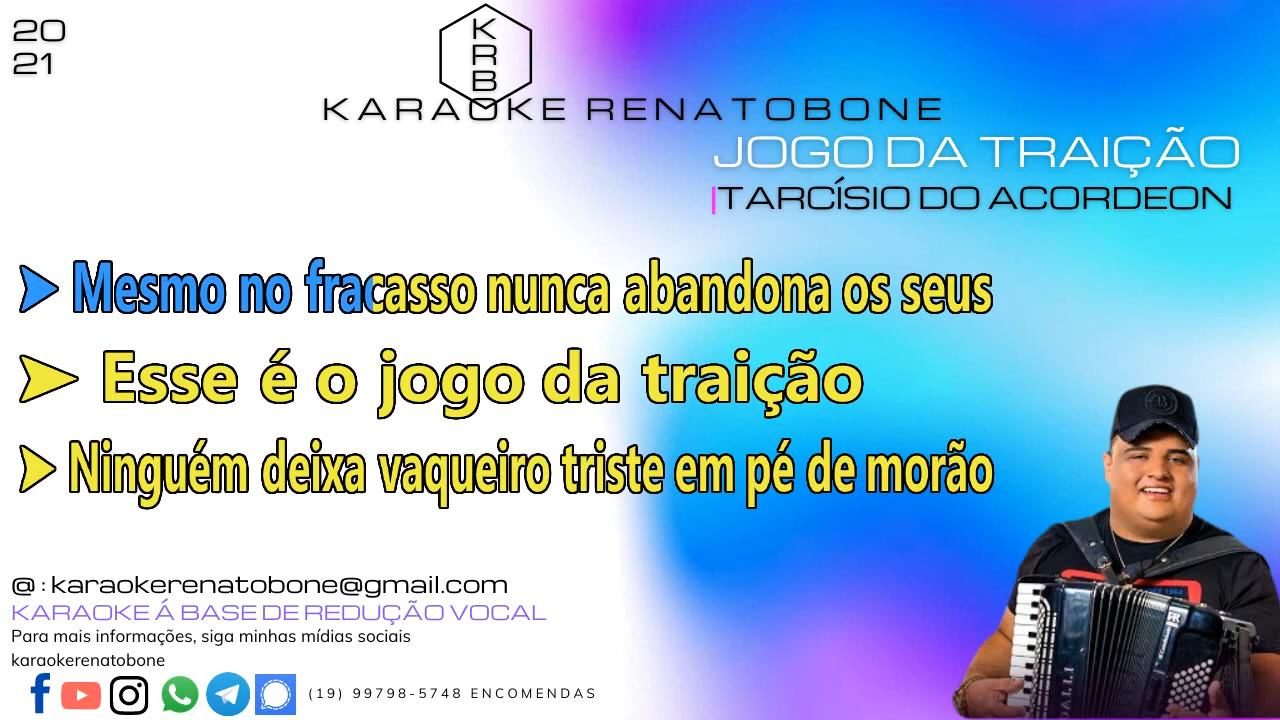 20
21
K
R
B
KARAOKE RENATOBONE
JOGO DA TRAIÇÃO
|TARCÍSIO DO ACORDEON
➤ Mesmo no fracasso nunca abandona os seus
➤ Esse é o jogo da traição
➤ Ninguém deixa vaqueiro triste em pé de morão
@ : karaokerenatobone@gmail.com
KARAOKE Á BASE DE REDUÇÃO VOCAL
Para mais informações, siga minhas mídias sociais
karaokerenatobone
(19) 99798-5748 ENCOMENDAS